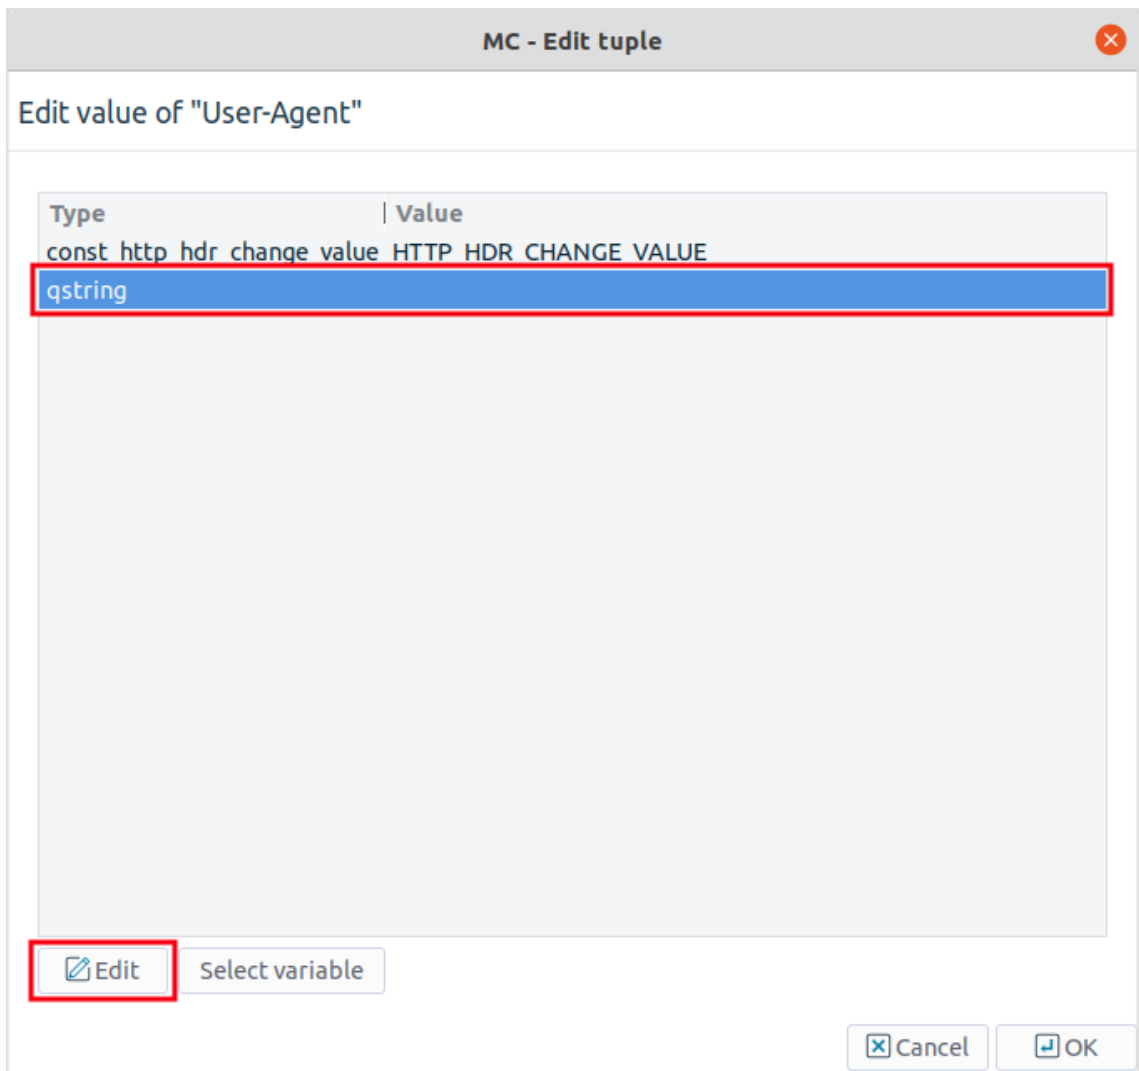 MC - Edit tuple
Edit value of "User-Agent"
Type Value
const_http_hdr_change_value HTTP_HDR_CHANGE_VALUE
qstring
Edit Select variable
Cancel OK